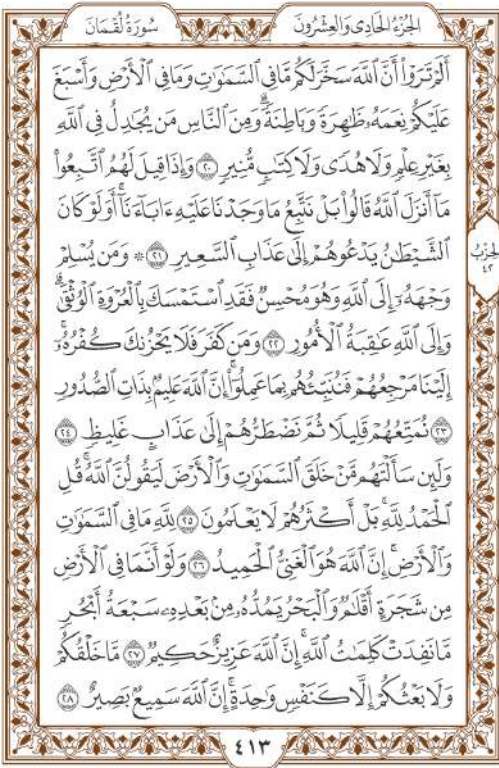 سُورَةُ لُقْمَانَ
الجُزْءُ الحَادِى وَالعِشْرُونَ
أَلَمْ تَرَوْا۟ أَنَّ ٱللَّهَ سَخَّرَ لَكُم مَّا فِى ٱلسَّمَٰوَٰتِ وَمَا فِى ٱلْأَرْضِ وَأَسْبَغَ
عَلَيْكُمْ نِعَمَهُۥ ظَٰهِرَةً وَبَاطِنَةً ۗ وَمِنَ ٱلنَّاسِ مَن يُجَٰدِلُ فِى ٱللَّهِ
بِغَيْرِ عِلْمٍ وَلَا هُدًى وَلَا كِتَٰبٍ مُّنِيرٍ ۝٢٠ وَإِذَا قِيلَ لَهُمُ ٱتَّبِعُوا۟
مَآ أَنزَلَ ٱللَّهُ قَالُوا۟ بَلْ نَتَّبِعُ مَا وَجَدْنَا عَلَيْهِ ءَابَآءَنَآ ۚ أَوَلَوْ كَانَ
ٱلشَّيْطَٰنُ يَدْعُوهُمْ إِلَىٰ عَذَابِ ٱلسَّعِيرِ ۝٢١ ۞ وَمَن يُسْلِمْ
وَجْهَهُۥٓ إِلَى ٱللَّهِ وَهُوَ مُحْسِنٌ فَقَدِ ٱسْتَمْسَكَ بِٱلْعُرْوَةِ ٱلْوُثْقَىٰ ۗ
وَإِلَى ٱللَّهِ عَٰقِبَةُ ٱلْأُمُورِ ۝٢٢ وَمَن كَفَرَ فَلَا يَحْزُنكَ كُفْرُهُۥٓ ۚ
إِلَيْنَا مَرْجِعُهُمْ فَنُنَبِّئُهُم بِمَا عَمِلُوٓا۟ ۚ إِنَّ ٱللَّهَ عَلِيمٌۢ بِذَاتِ ٱلصُّدُورِ
۝٢٣ نُمَتِّعُهُمْ قَلِيلًا ثُمَّ نَضْطَرُّهُمْ إِلَىٰ عَذَابٍ غَلِيظٍ ۝٢٤
وَلَئِن سَأَلْتَهُم مَّنْ خَلَقَ ٱلسَّمَٰوَٰتِ وَٱلْأَرْضَ لَيَقُولُنَّ ٱللَّهُ ۚ قُلِ
ٱلْحَمْدُ لِلَّهِ ۚ بَلْ أَكْثَرُهُمْ لَا يَعْلَمُونَ ۝٢٥ لِلَّهِ مَا فِى ٱلسَّمَٰوَٰتِ
وَٱلْأَرْضِ ۚ إِنَّ ٱللَّهَ هُوَ ٱلْغَنِىُّ ٱلْحَمِيدُ ۝٢٦ وَلَوْ أَنَّمَا فِى ٱلْأَرْضِ
مِن شَجَرَةٍ أَقْلَٰمٌ وَٱلْبَحْرُ يَمُدُّهُۥ مِنۢ بَعْدِهِۦ سَبْعَةُ أَبْحُرٍ
مَّا نَفِدَتْ كَلِمَٰتُ ٱللَّهِ ۗ إِنَّ ٱللَّهَ عَزِيزٌ حَكِيمٌ ۝٢٧ مَّا خَلْقُكُمْ
وَلَا بَعْثُكُمْ إِلَّا كَنَفْسٍ وَٰحِدَةٍ ۗ إِنَّ ٱللَّهَ سَمِيعٌۢ بَصِيرٌ ۝٢٨
الحِزْبُ
٤٢
٤١٣